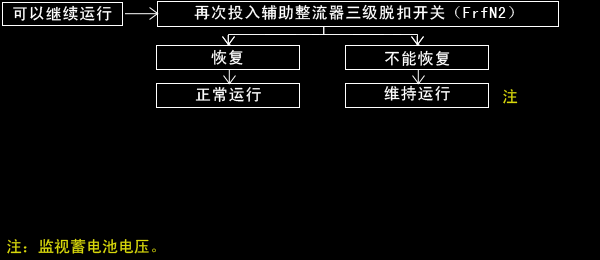 可以继续运行
再次投入辅助整流器三级脱扣开关（FrfN2）
恢复
不能恢复
正常运行
维持运行
注
注：监视蓄电池电压。